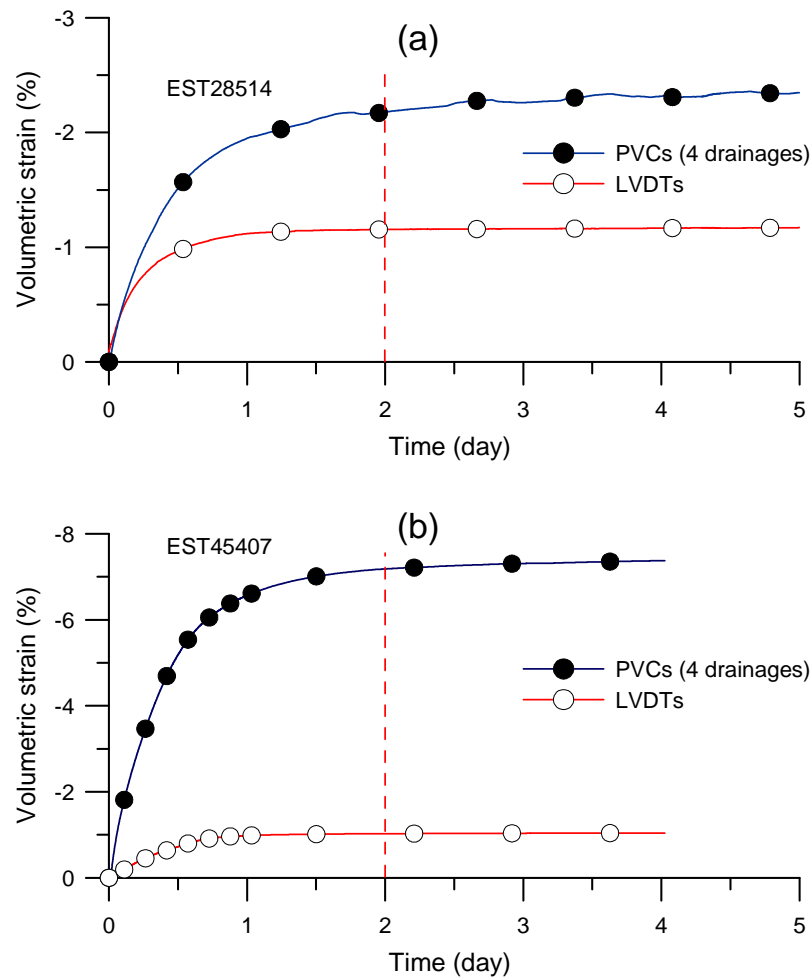 (a)
EST28514
-3
-2
-1
0
Volumetric strain (%)
PVCs (4 drainages)
LVDTs
0 1 2 3 4 5
Time (day)
(b)
EST45407
-8
-6
-4
-2
0
Volumetric strain (%)
PVCs (4 drainages)
LVDTs
0 1 2 3 4 5
Time (day)